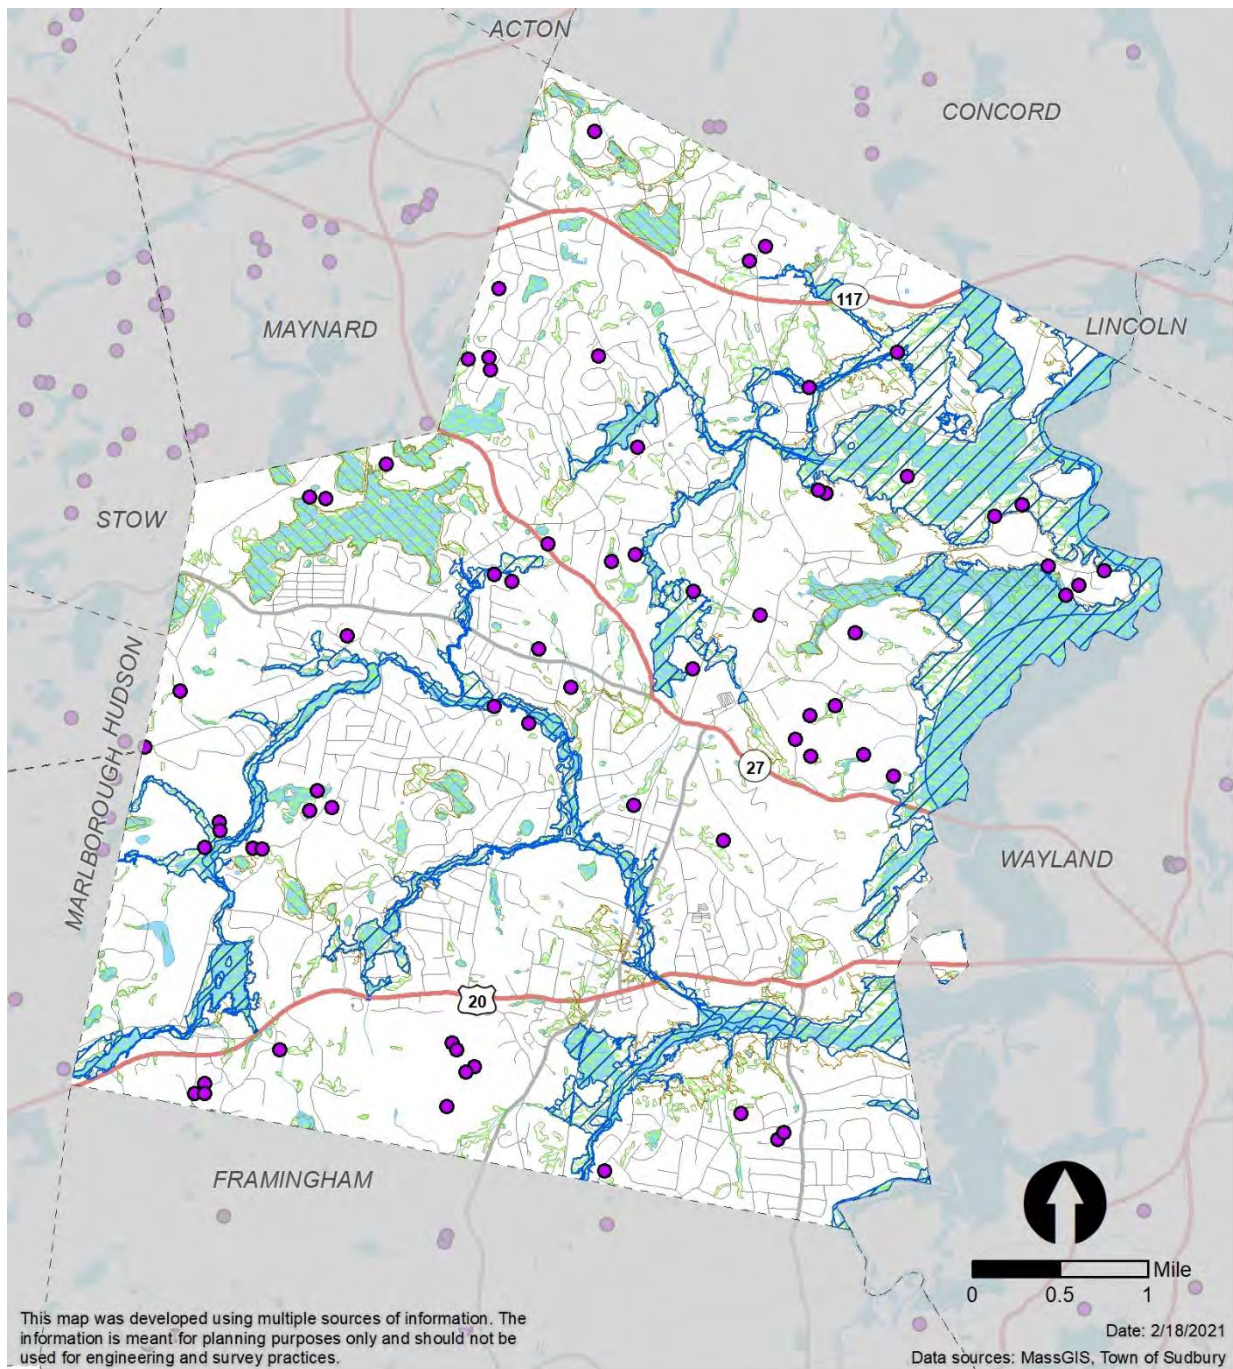 ACTON
CONCORD
117
LINCOLN
MAYNARD
STOW
MARLBOROUGH HUDSON
27
WAYLAND
20
FRAMINGHAM
Mile
0 0.5 1
This map was developed using multiple sources of information. The
information is meant for planning purposes only and should not be
used for engineering and survey practices.
Date: 2/18/2021
Data sources: MassGIS, Town of Sudbury